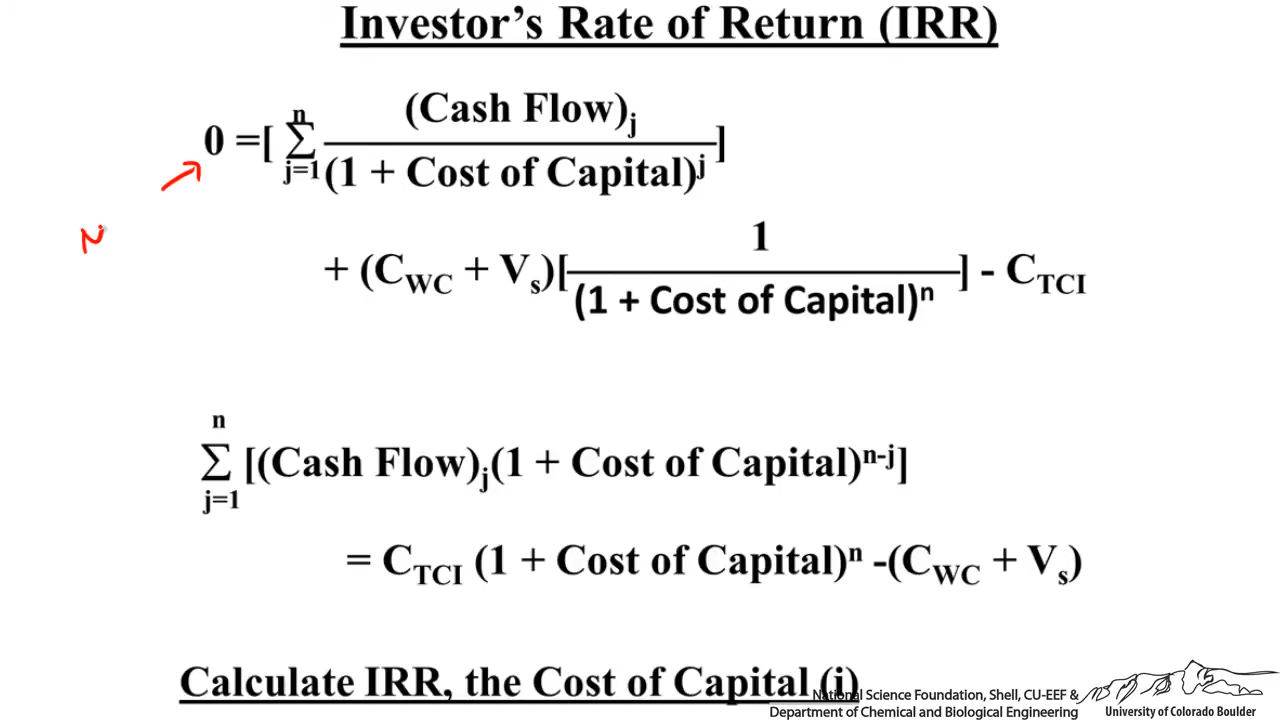 Investor's Rate of Return (IRR)
0 =[ n Σ j=1 (Cash Flow)j / (1 + Cost of Capital)^j ]
N
+ (CWC + Vs)[ 1 / (1 + Cost of Capital)^n ] - CTCI
n Σ j=1 [(Cash Flow)j(1 + Cost of Capital)^n-j]
= CTCI (1 + Cost of Capital)^n -(CWC + Vs)
Calculate IRR, the Cost of Capital (i)
National Science Foundation, Shell, CU-EEF &
Department of Chemical and Biological Engineering
University of Colorado Boulder